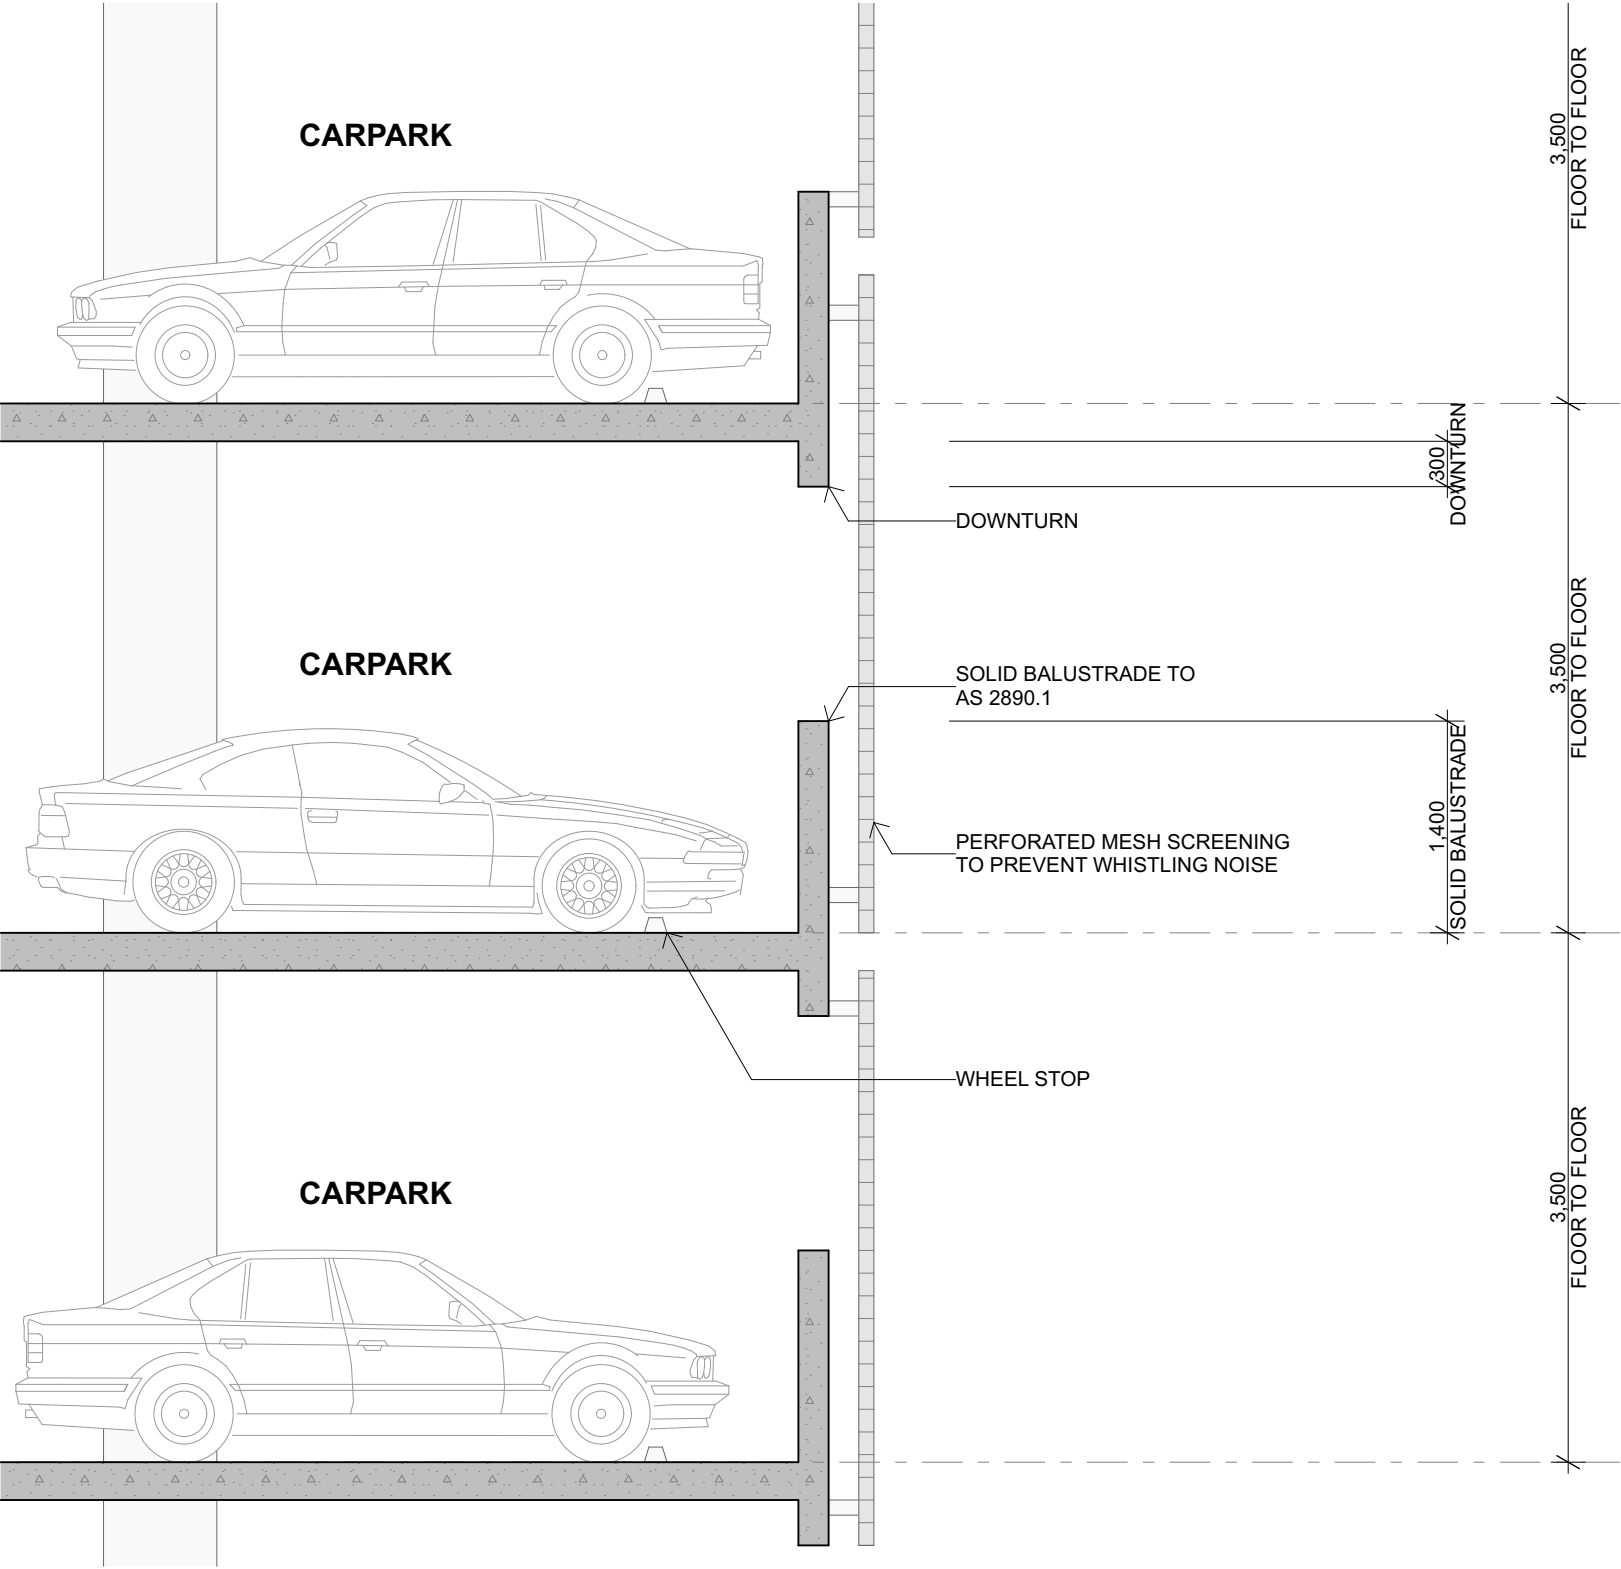 CARPARK
3,500
FLOOR TO FLOOR
300
DOWNTURN
DOWNTURN
CARPARK
SOLID BALUSTRADE TO
AS 2890.1
3,500
FLOOR TO FLOOR
1,400
SOLID BALUSTRADE
PERFORATED MESH SCREENING
TO PREVENT WHISTLING NOISE
WHEEL STOP
CARPARK
3,500
FLOOR TO FLOOR